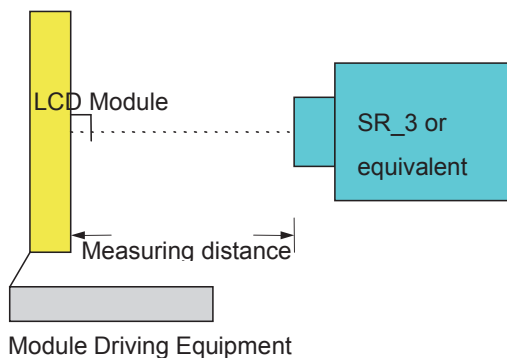 LCD Module
SR_3 or
equivalent
Measuring distance
Module Driving Equipment